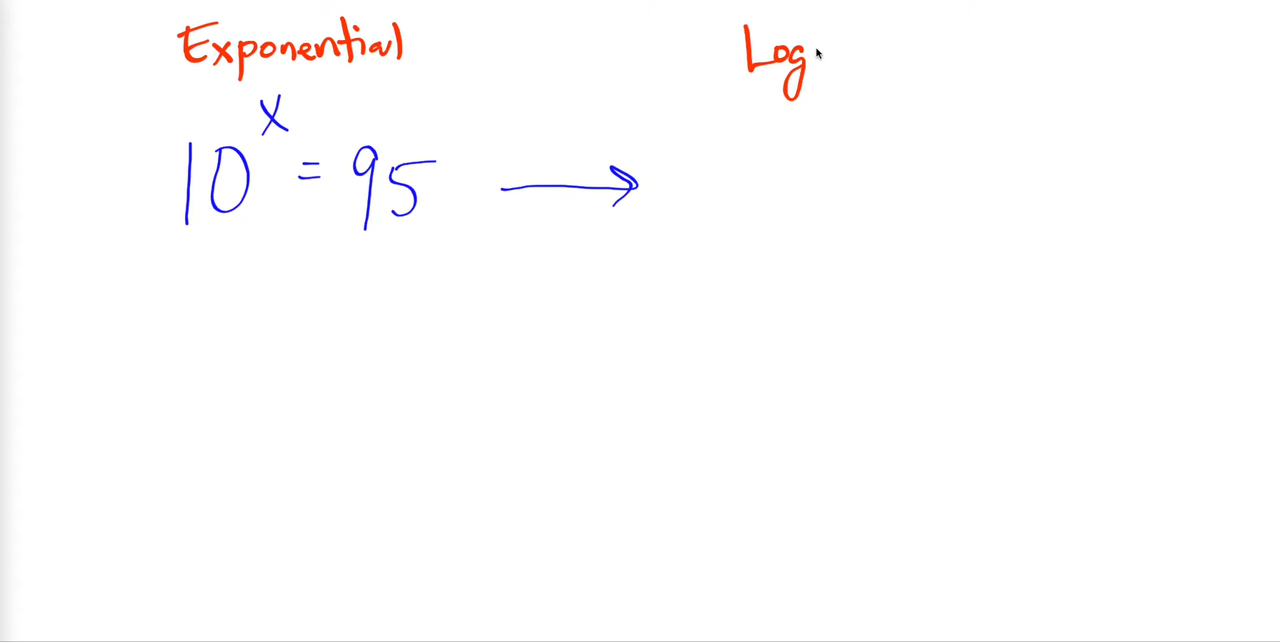 Exponential Log
10^x = 95 →